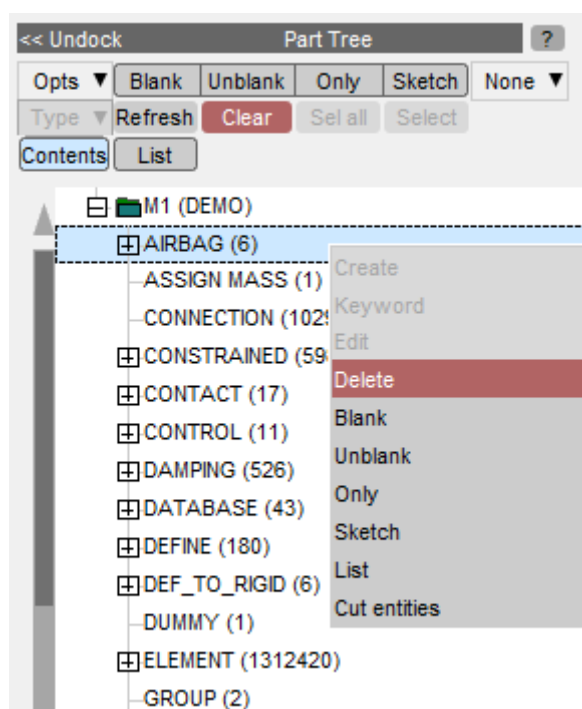 << Undock Part Tree ?
Opts ▼ Blank Unblank Only Sketch None ▼
Type ▼ Refresh Clear Sel all Select
Contents List
M1 (DEMO)
AIRBAG (6)
Create
ASSIGN MASS (1)
Keyword
CONNECTION (1029
Edit
CONSTRAINED (59
Delete
CONTACT (17)
Blank
CONTROL (11)
Unblank
DAMPING (526)
Only
DATABASE (43)
Sketch
DEFINE (180)
List
DEF_TO_RIGID (6)
Cut entities
DUMMY (1)
ELEMENT (1312420)
GROUP (2)